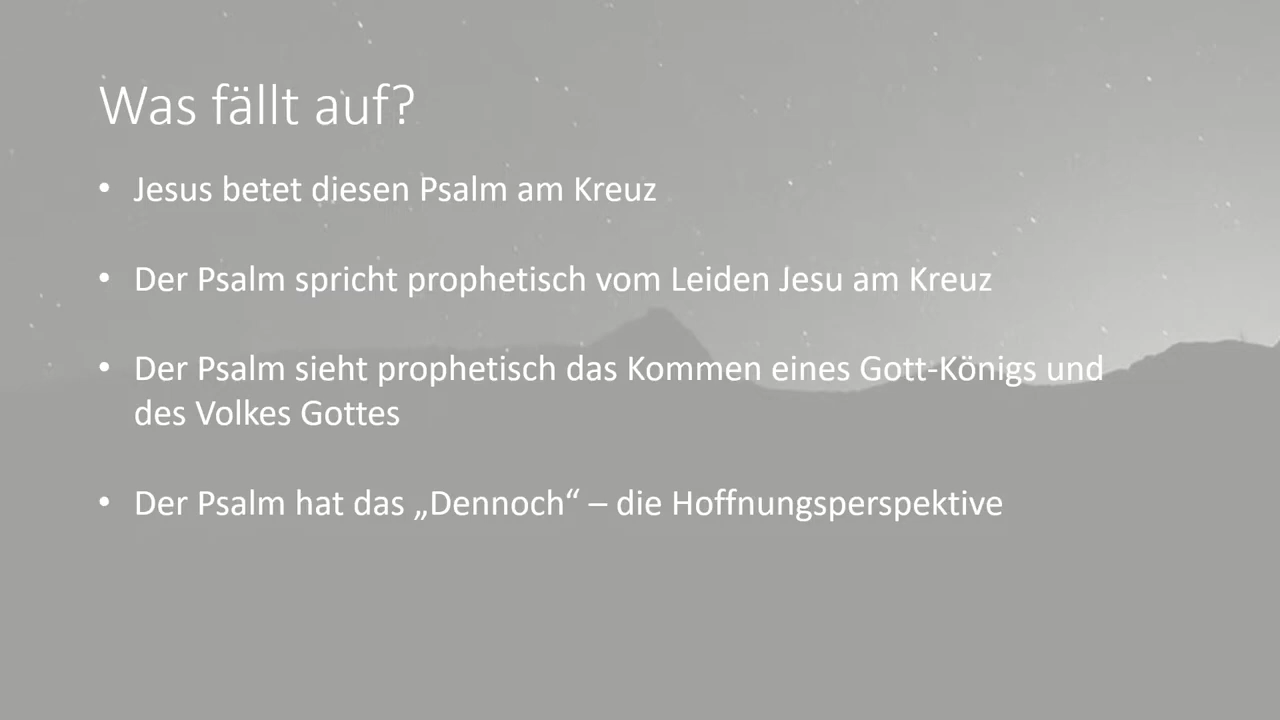 Was fällt auf?
• Jesus betet diesen Psalm am Kreuz
• Der Psalm spricht prophetisch vom Leiden Jesu am Kreuz
• Der Psalm sieht prophetisch das Kommen eines Gott-Königs und
des Volkes Gottes
• Der Psalm hat das „Dennoch“ – die Hoffnungsperspektive